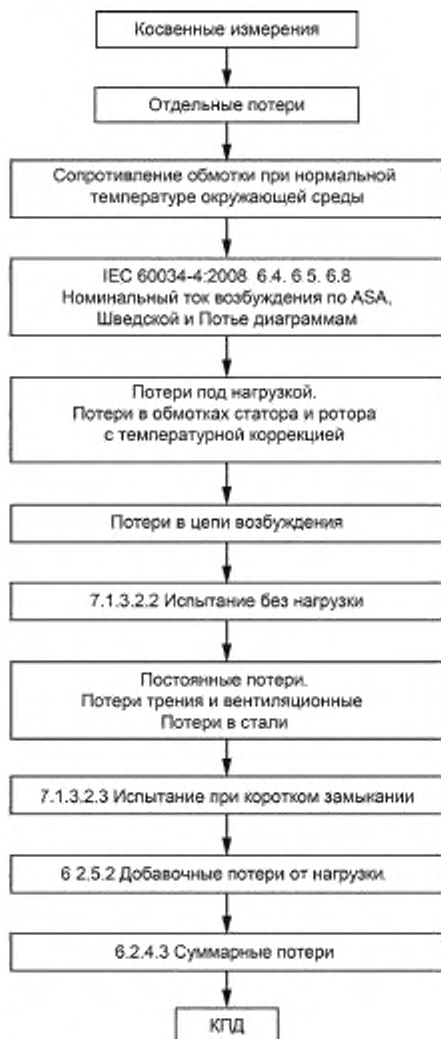 Косвенные измерения
Отдельные потери
Сопротивление обмотки при нормальной
температуре окружающей среды
IEC 60034-4:2008 6.4. 6.5. 6.8
Номинальный ток возбуждения по ASA,
Шведской и Потье диаграммам
Потери под нагрузкой.
Потери в обмотках статора и ротора
с температурной коррекцией
Потери в цепи возбуждения
7.1.3.2.2 Испытание без нагрузки
Постоянные потери.
Потери трения и вентиляционные
Потери в стали
7.1.3.2.3 Испытание при коротком замыкании
6 2.5.2 Добавочные потери от нагрузки.
6.2.4.3 Суммарные потери
КПД